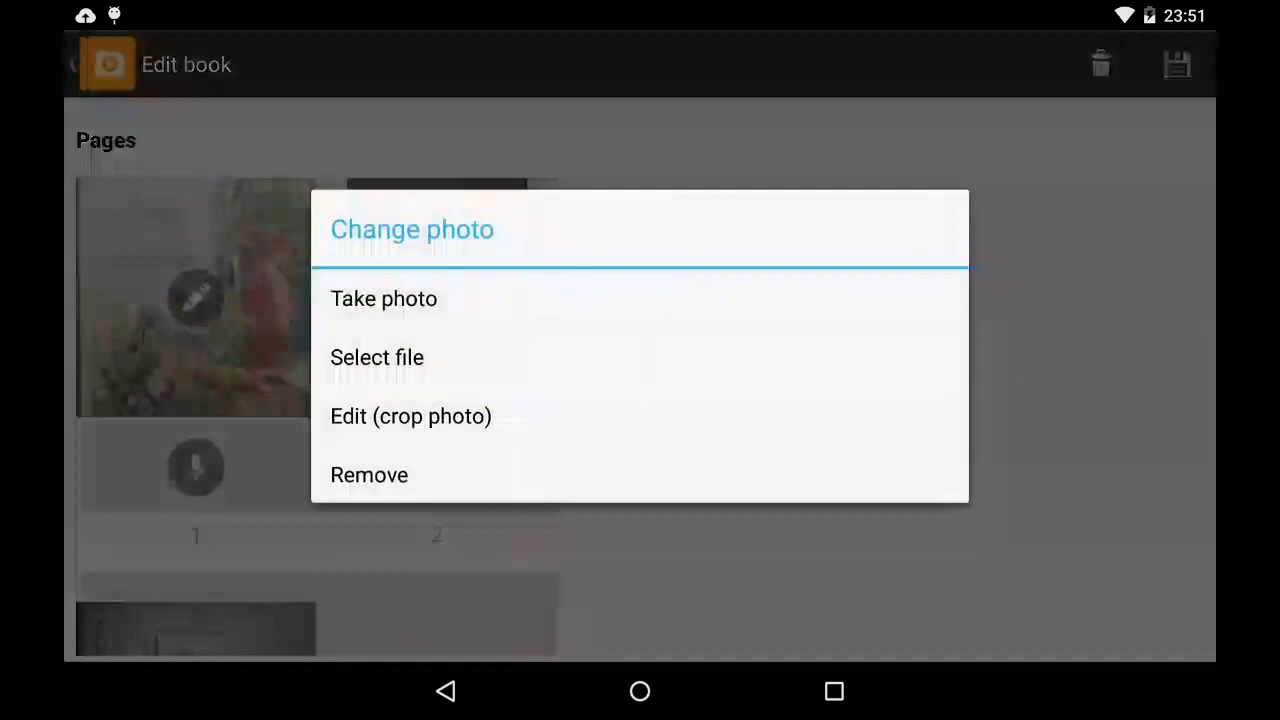 23:51
Edit book
Pages
Change photo
Take photo
Select file
Edit (crop photo)
Remove
1
2